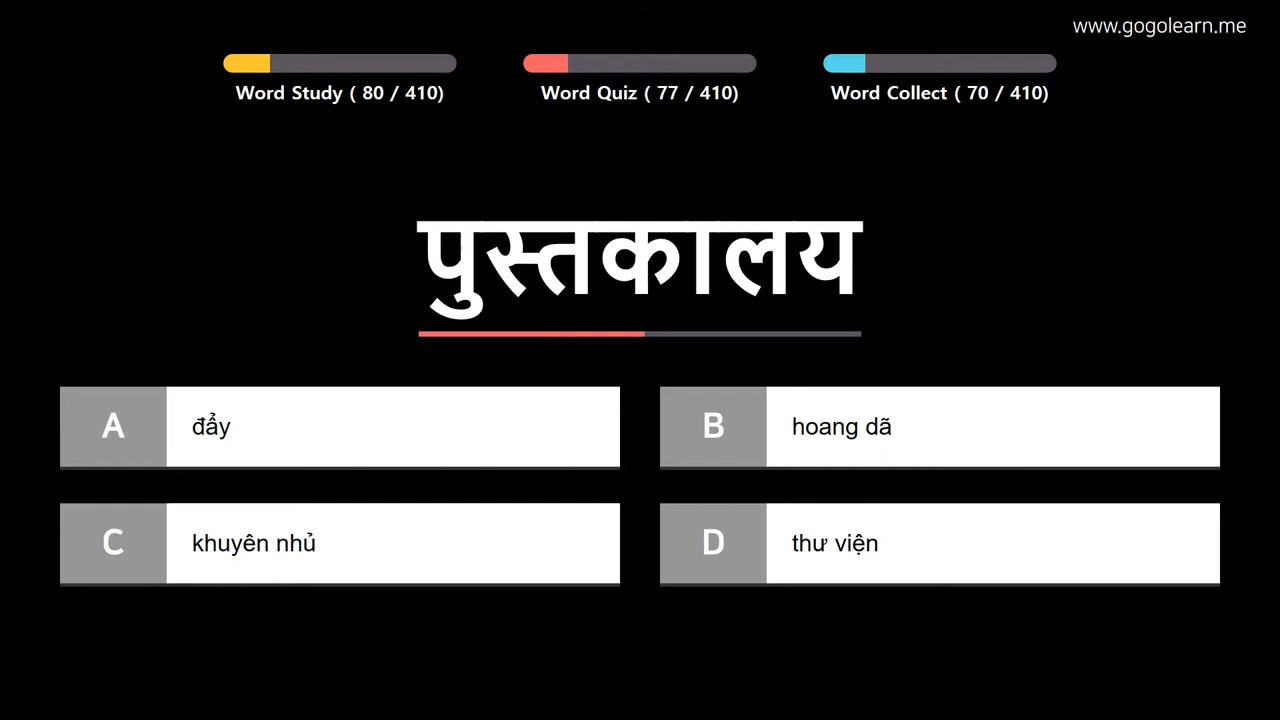 www.gogolearn.me
Word Study ( 80 / 410)
Word Quiz ( 77 / 410)
Word Collect ( 70 / 410)
पुस्तकालय
A đẩy
B hoang dã
C khuyên nhủ
D thư viện